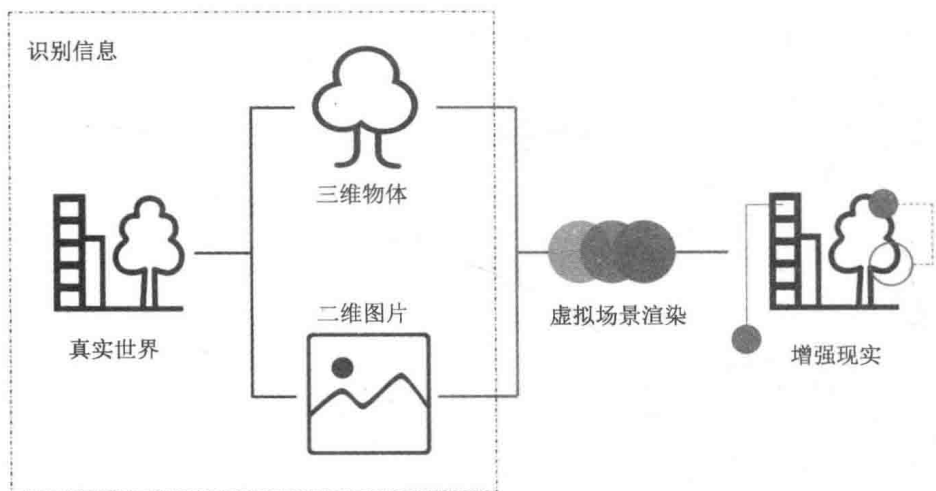 识别信息
三维物体
二维图片
真实世界
虚拟场景渲染
增强现实